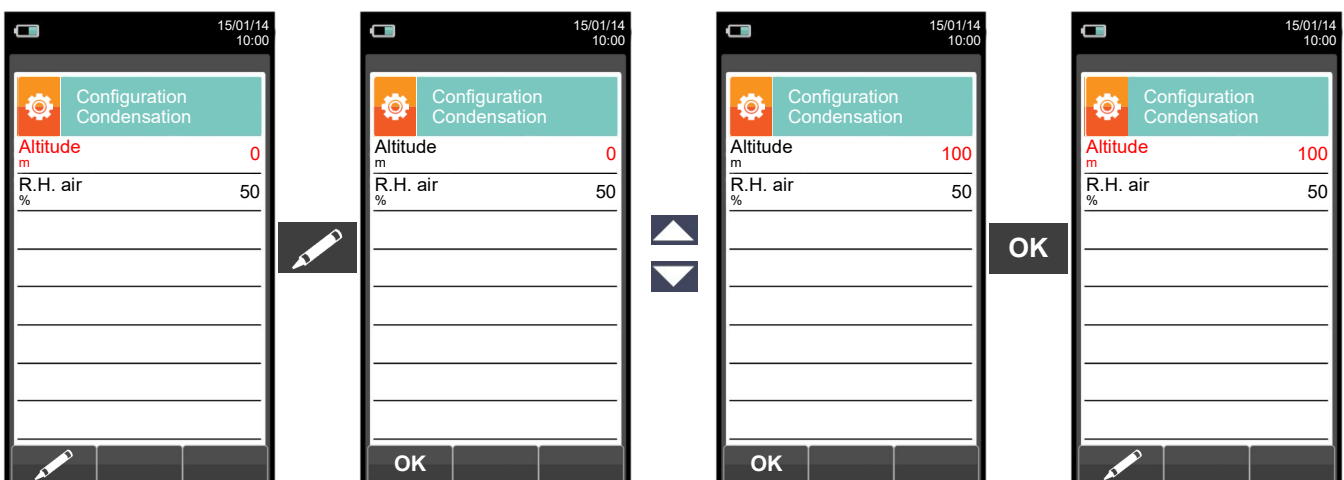 15/01/14
10:00
Configuration
Condensation
Altitude 0
m
R.H. air 50
%
15/01/14
10:00
Configuration
Condensation
Altitude 0
m
R.H. air 50
%
OK
15/01/14
10:00
Configuration
Condensation
Altitude 100
m
R.H. air 50
%
OK
OK
15/01/14
10:00
Configuration
Condensation
Altitude 100
m
R.H. air 50
%